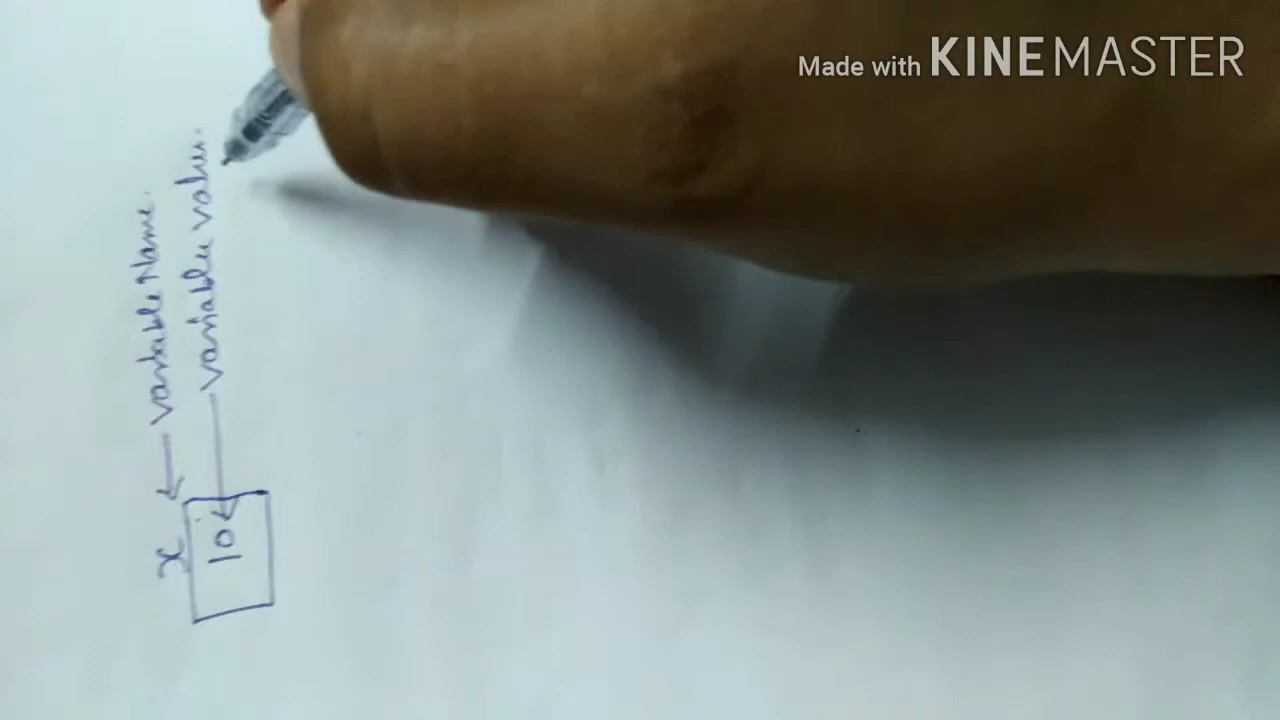 Made with KINEMASTER
x ← variable Name.
10 ← variable value.